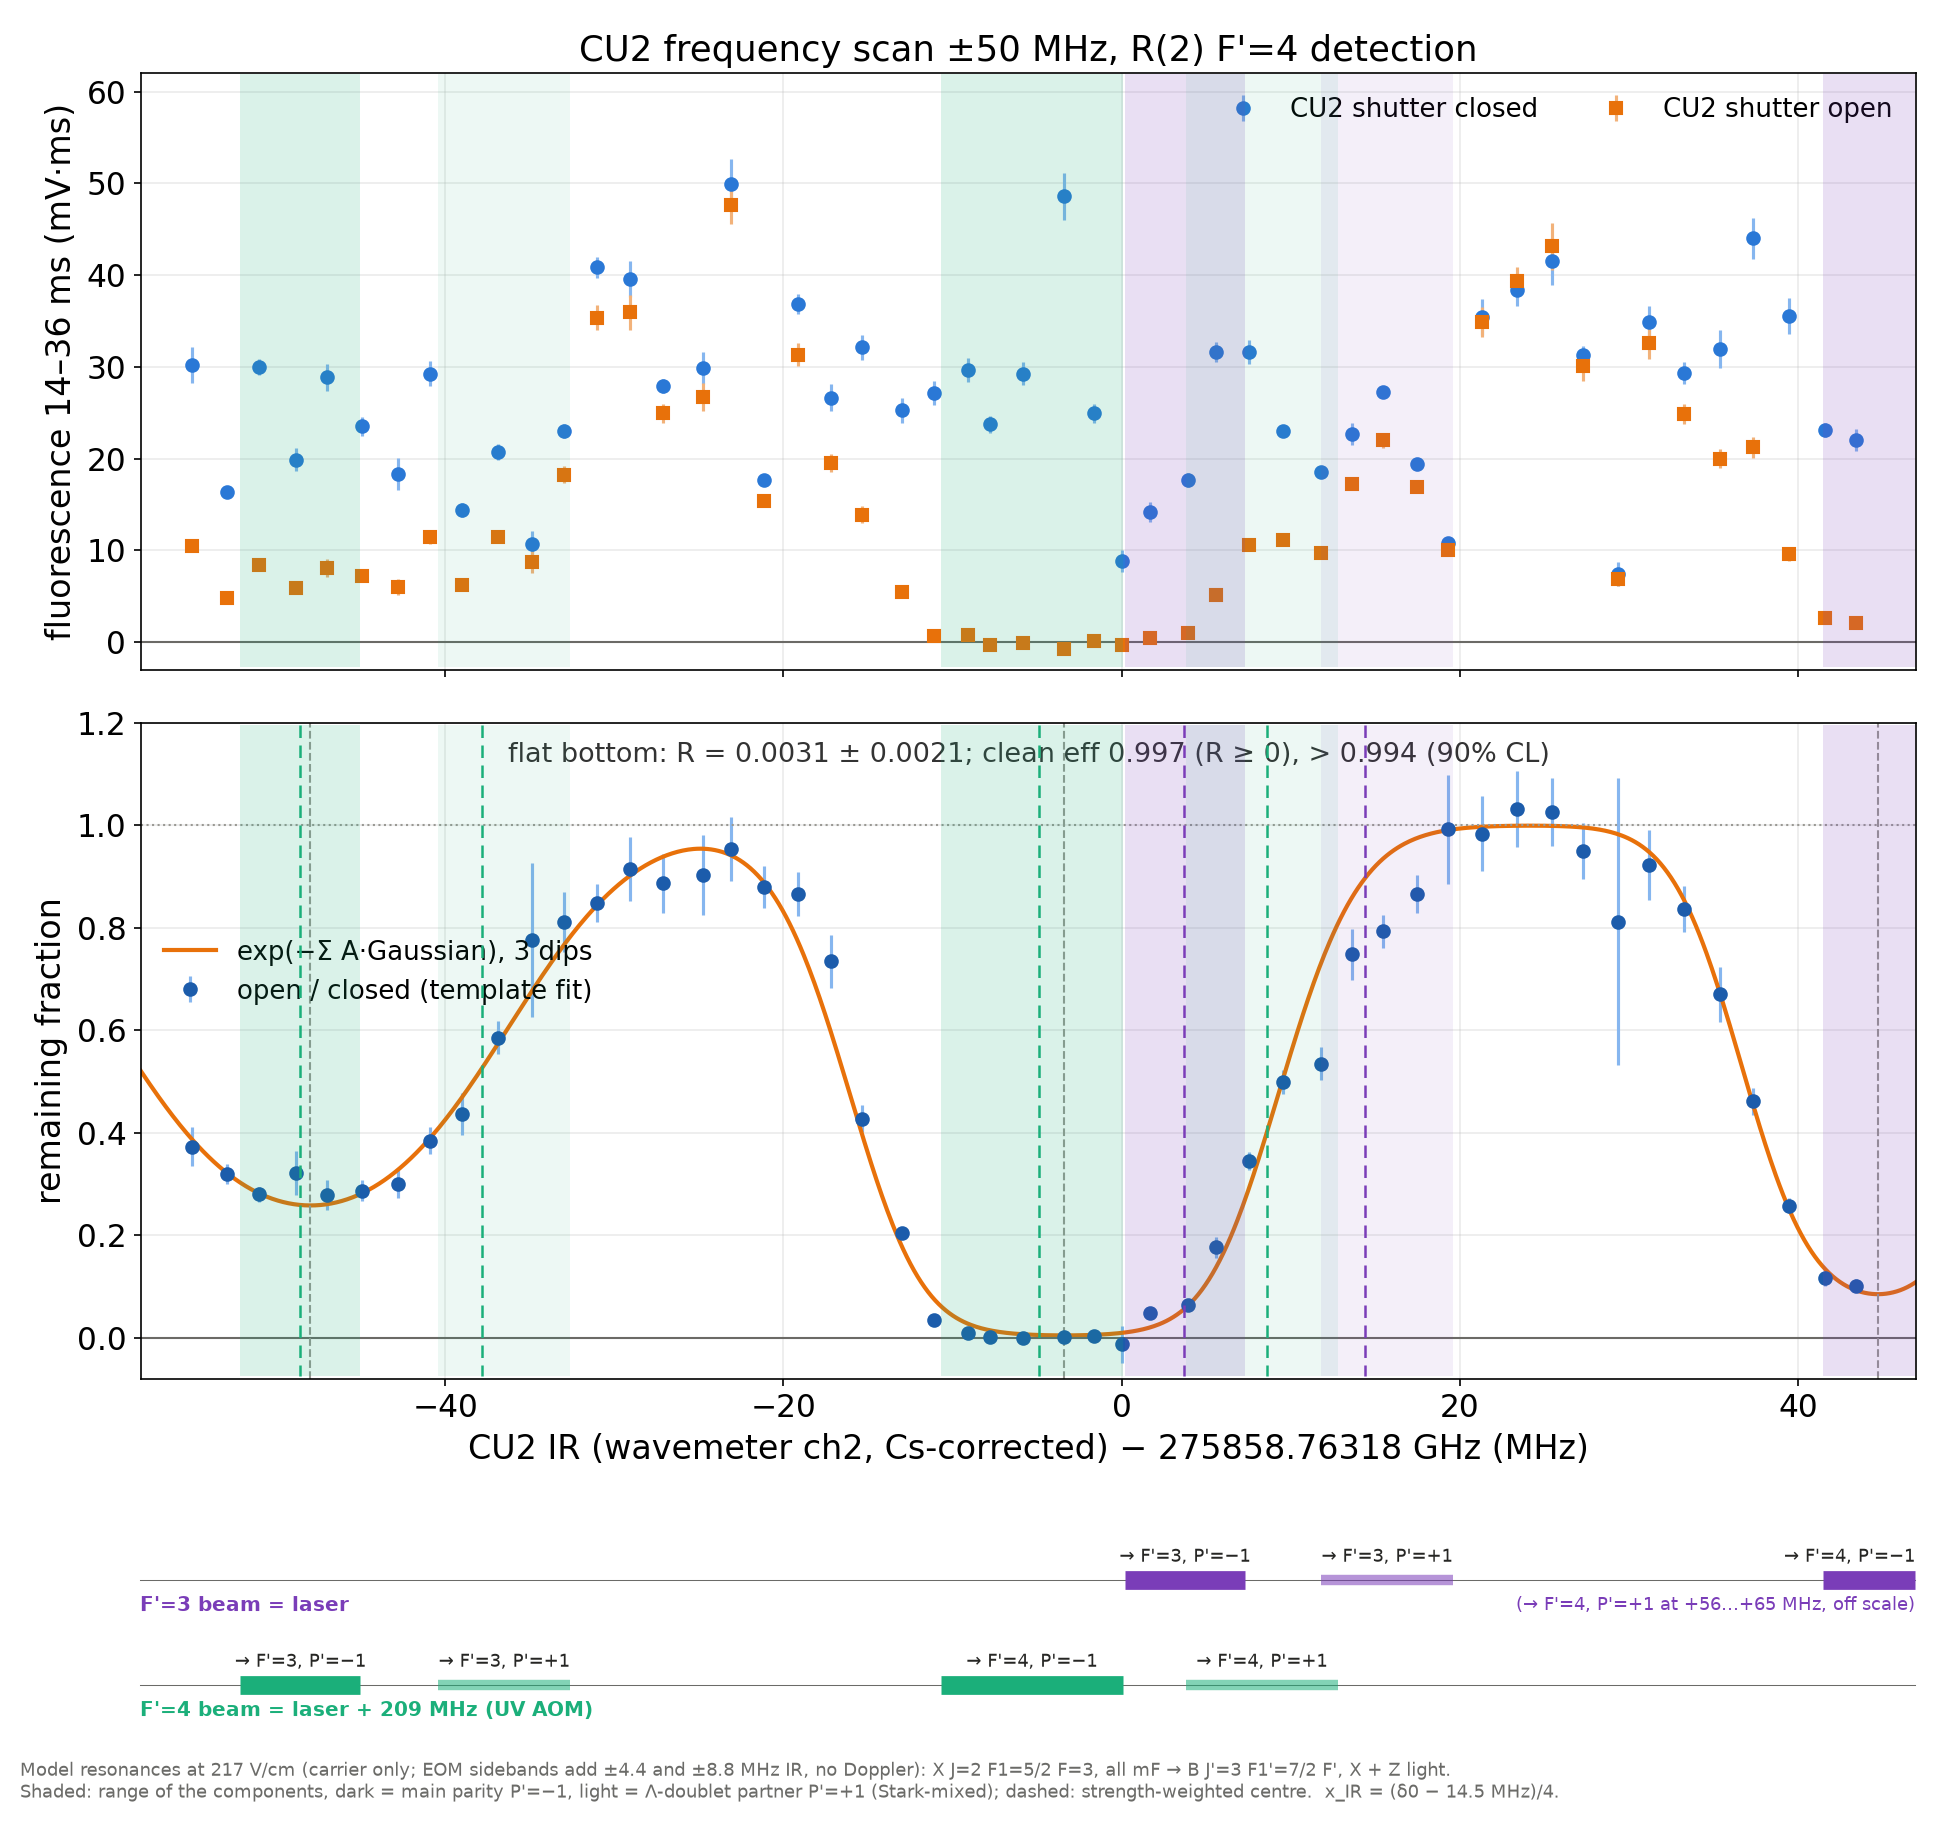 CU2 frequency scan ±50 MHz, R(2) F'=4 detection
fluorescence 14–36 ms (mV·ms)
60
50
40
30
20
10
0
CU2 shutter closed
CU2 shutter open
remaining fraction
1.2
1.0
0.8
0.6
0.4
0.2
0.0
flat bottom: R = 0.0031 ± 0.0021; clean eff 0.997 (R ≥ 0), > 0.994 (90% CL)
exp(−Σ A·Gaussian), 3 dips
open / closed (template fit)
−40
−20
0
20
40
CU2 IR (wavemeter ch2, Cs-corrected) − 275858.76318 GHz (MHz)
→ F'=3, P'=−1
→ F'=3, P'=+1
→ F'=4, P'=−1
F'=3 beam = laser
(→ F'=4, P'=+1 at +56…+65 MHz, off scale)
→ F'=3, P'=−1
→ F'=3, P'=+1
→ F'=4, P'=−1
→ F'=4, P'=+1
F'=4 beam = laser + 209 MHz (UV AOM)
Model resonances at 217 V/cm (carrier only; EOM sidebands add ±4.4 and ±8.8 MHz IR, no Doppler): X J=2 F1=5/2 F=3, all mF → B J'=3 F1'=7/2 F', X + Z light.
Shaded: range of the components, dark = main parity P'=−1, light = Λ-doublet partner P'=+1 (Stark-mixed); dashed: strength-weighted centre.  x_IR = (δ0 − 14.5 MHz)/4.